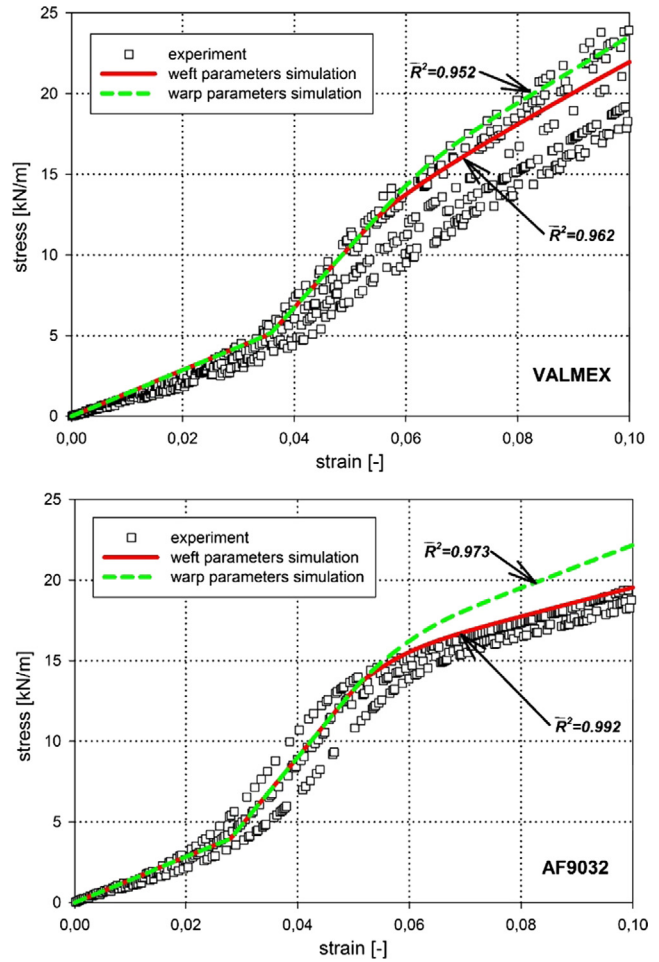 25
20
15
10
5
0
stress [kN/m]
experiment
weft parameters simulation
warp parameters simulation
R̅²=0.952
R̅²=0.962
VALMEX
0,00 0,02 0,04 0,06 0,08 0,10
strain [-]
25
20
15
10
5
0
stress [kN/m]
experiment
weft parameters simulation
warp parameters simulation
R̅²=0.973
R̅²=0.992
AF9032
0,00 0,02 0,04 0,06 0,08 0,10
strain [-]